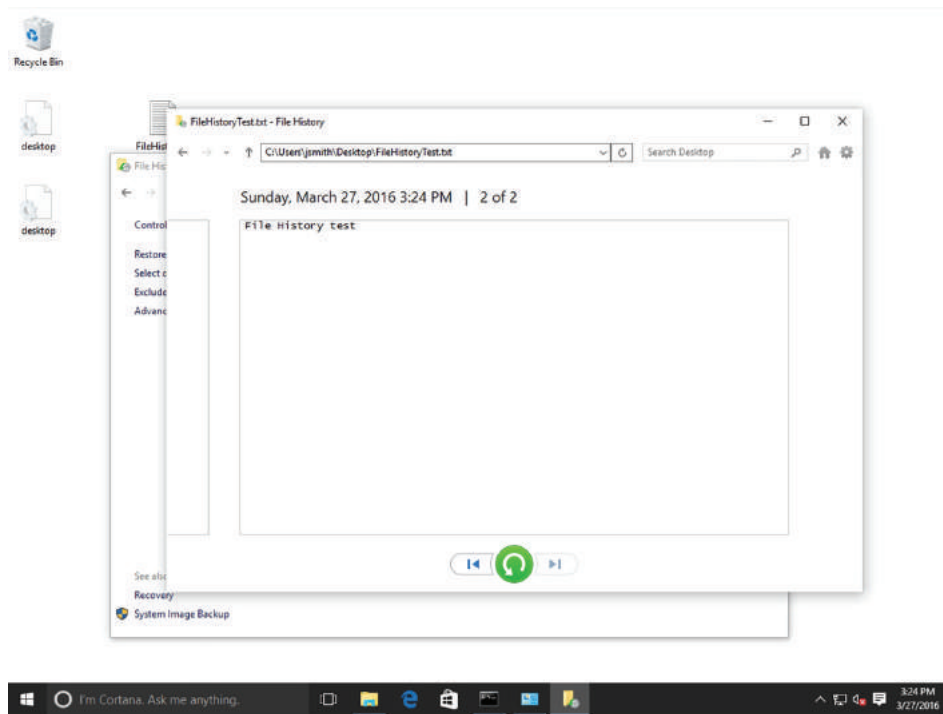 Recycle Bin
desktop
FileHis
desktop
FileHistoryTest.txt - File History
C:\Users\jsmith\Desktop\FileHistoryTest.txt
Search Desktop
Sunday, March 27, 2016 3:24 PM | 2 of 2
File History test
File His
Control
Restore
Select
Exclude
Advanc
See also
Recovery
System Image Backup
I'm Cortana. Ask me anything.
3:24 PM
3/27/2016